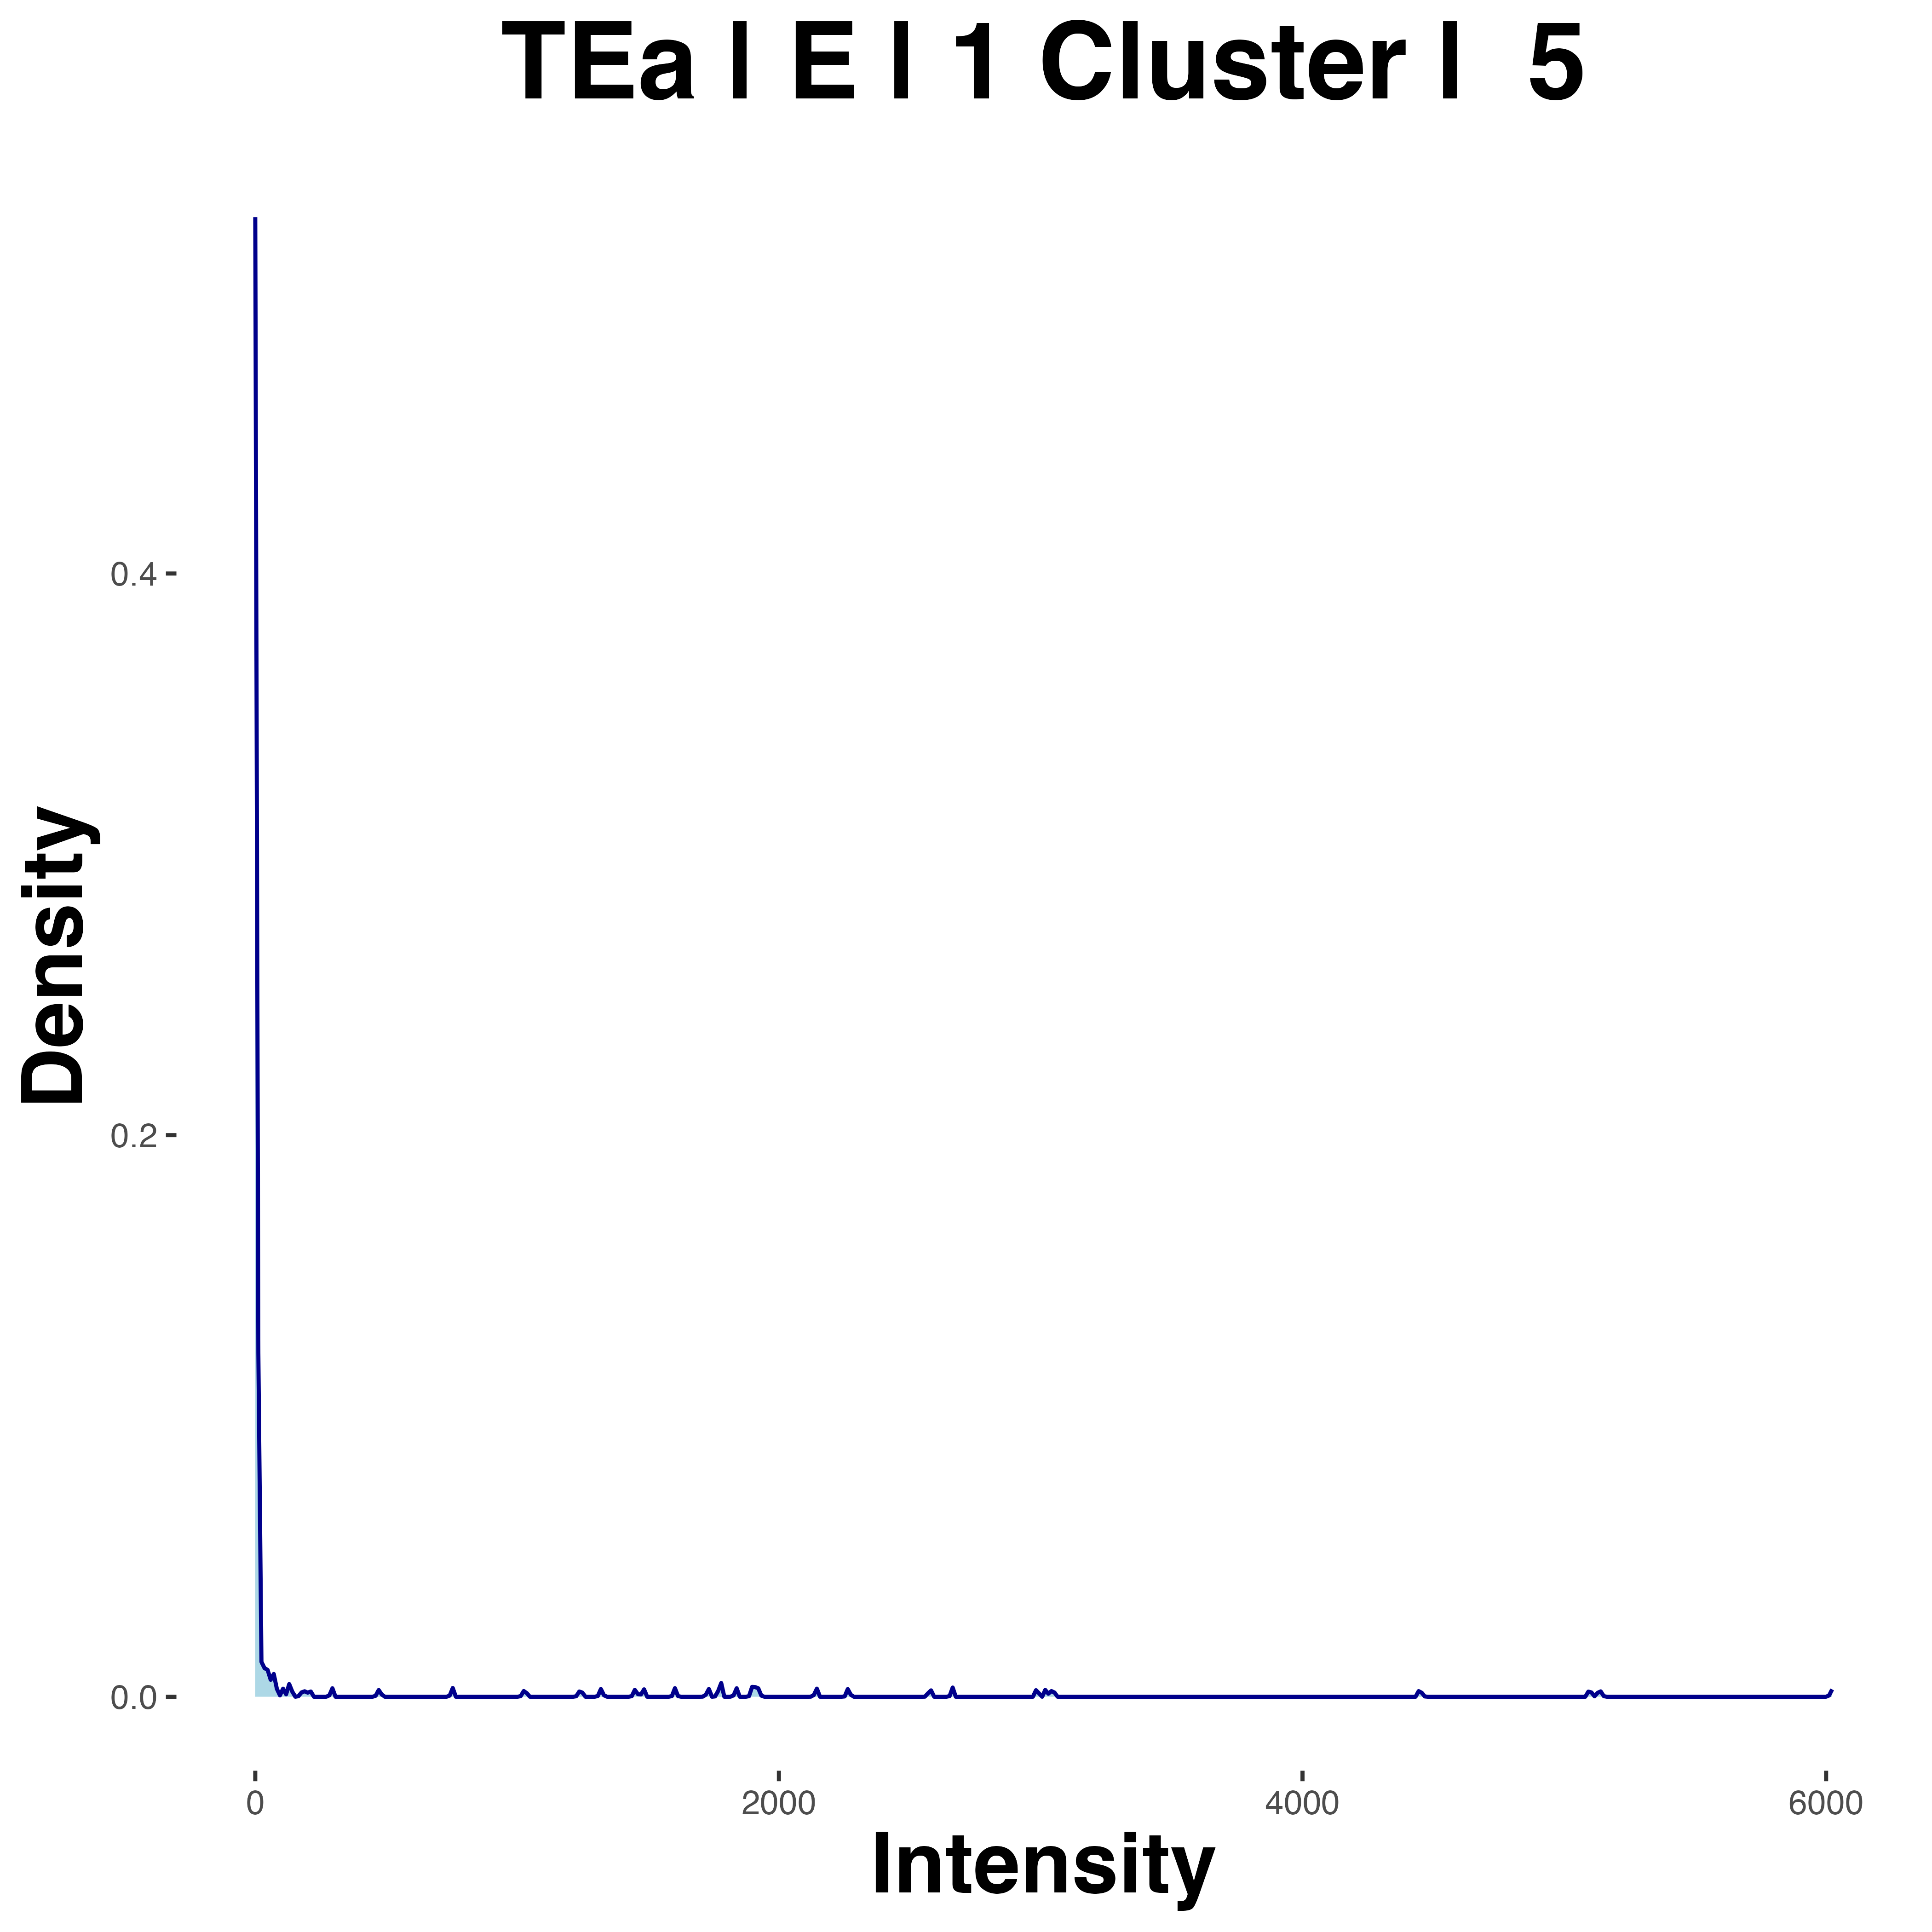 TEa | E | 1 Cluster | 5
Density
0.4
0.2
0.0
0 2000 4000 6000
Intensity